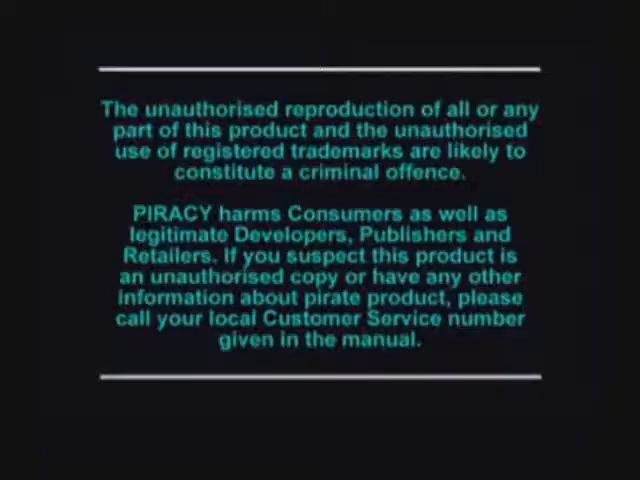 The unauthorised reproduction of all or any
part of this product and the unauthorised
use of registered trademarks are likely to
constitute a criminal offence.
PIRACY harms Consumers as well as
legitimate Developers, Publishers and
Retailers. If you suspect this product is
an unauthorised copy or have any other
information about pirate product, please
call your local Customer Service number
given in the manual.